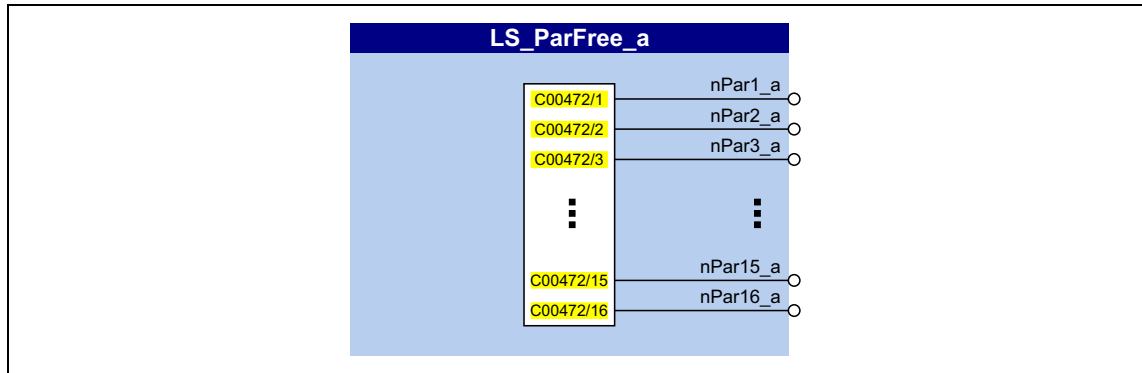 LS_ParFree_a
C00472/1 nPar1_a
C00472/2 nPar2_a
C00472/3 nPar3_a
C00472/15 nPar15_a
C00472/16 nPar16_a